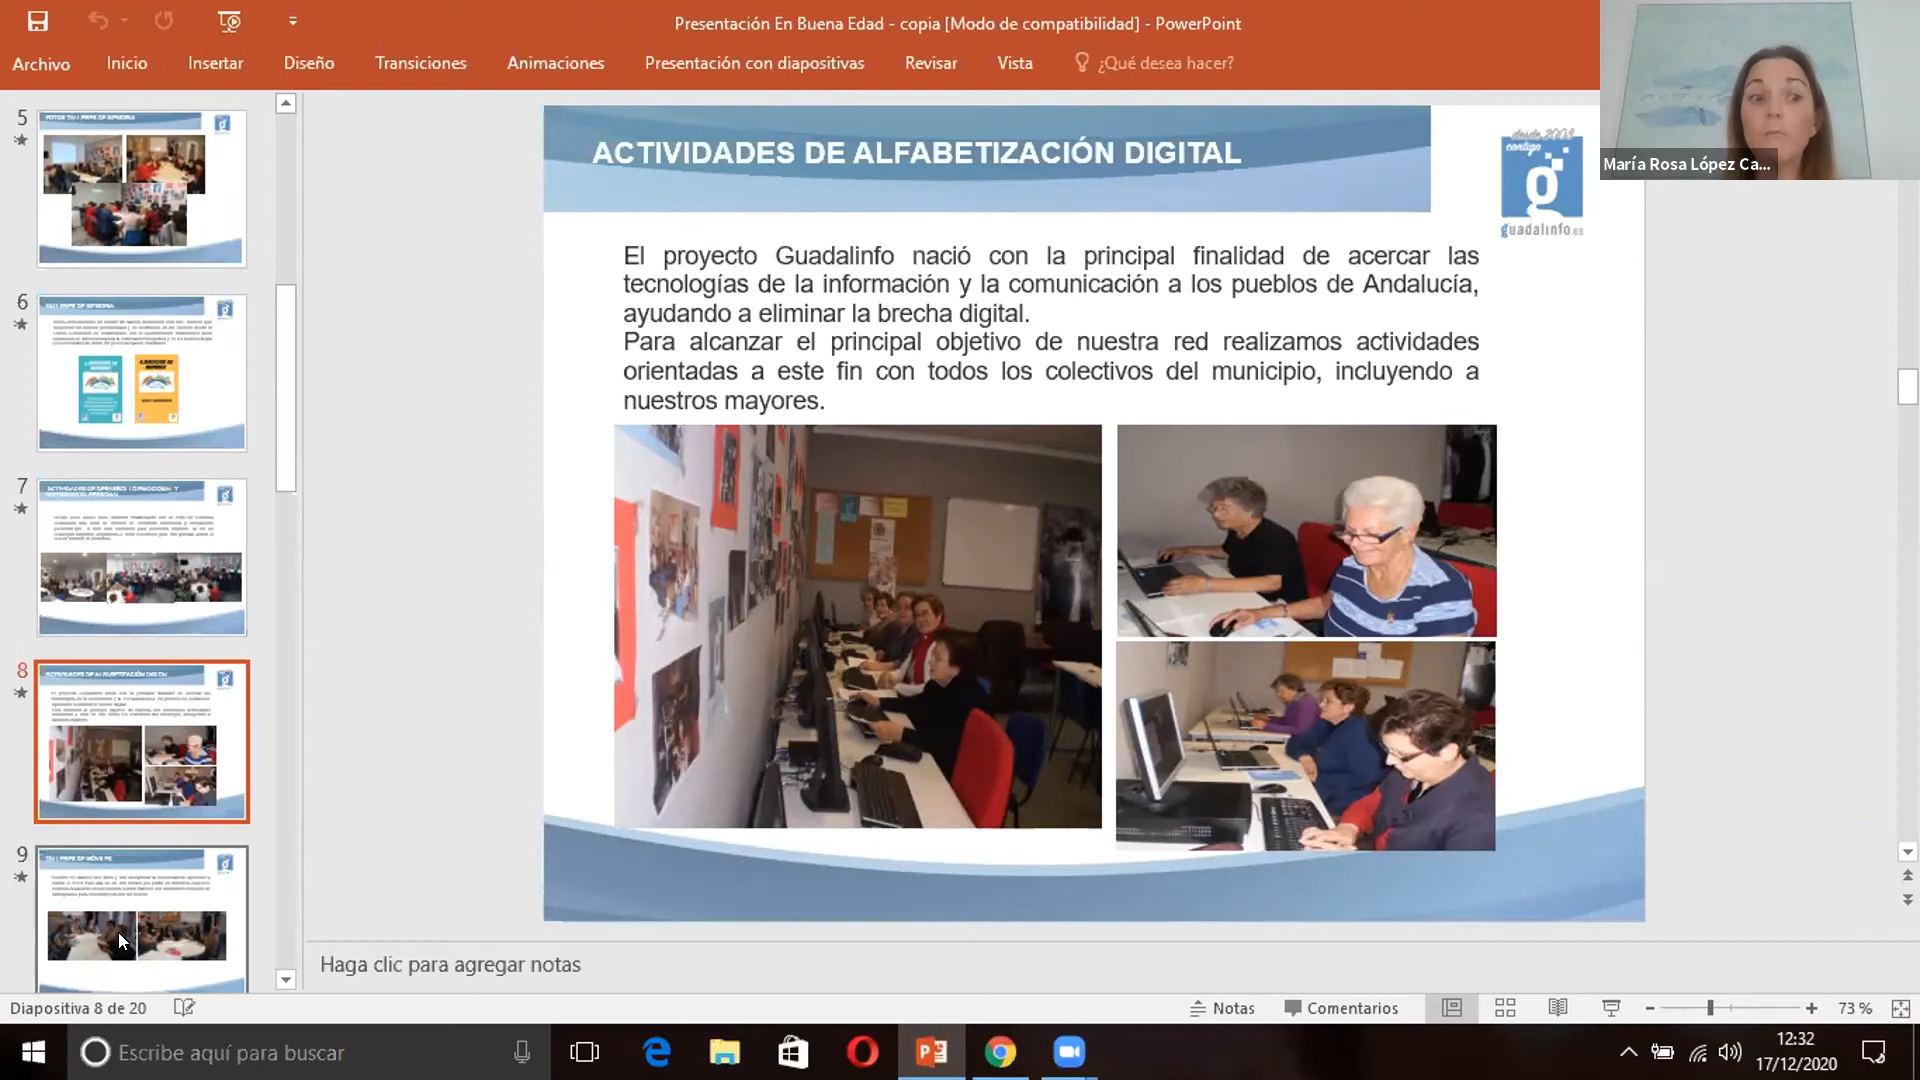 Presentación En Buena Edad - copia [Modo de compatibilidad] - PowerPoint
Archivo
Inicio
Insertar
Diseño
Transiciones
Animaciones
Presentación con diapositivas
Revisar
Vista
¿Qué desea hacer?
María Rosa López Ca...
5
6
7
8
9
ACTIVIDADES DE ALFABETIZACIÓN DIGITAL
desde 2003
contigo
g
guadalinfo.es
El proyecto Guadalinfo nació con la principal finalidad de acercar las
tecnologías de la información y la comunicación a los pueblos de Andalucía,
ayudando a eliminar la brecha digital.
Para alcanzar el principal objetivo de nuestra red realizamos actividades
orientadas a este fin con todos los colectivos del municipio, incluyendo a
nuestros mayores.
Haga clic para agregar notas
Diapositiva 8 de 20
Notas
Comentarios
73 %
Escribe aquí para buscar
12:32
17/12/2020